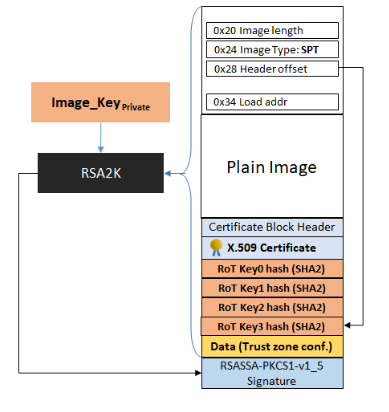 0x20 Image length
0x24 Image Type: SPT
0x28 Header offset
0x34 Load addr
Image_Key Private
RSA2K
Plain Image
Certificate Block Header
X.509 Certificate
RoT Key0 hash (SHA2)
RoT Key1 hash (SHA2)
RoT Key2 hash (SHA2)
RoT Key3 hash (SHA2)
Data (Trust zone conf.)
RSASSA-PKCS1-v1_5
Signature